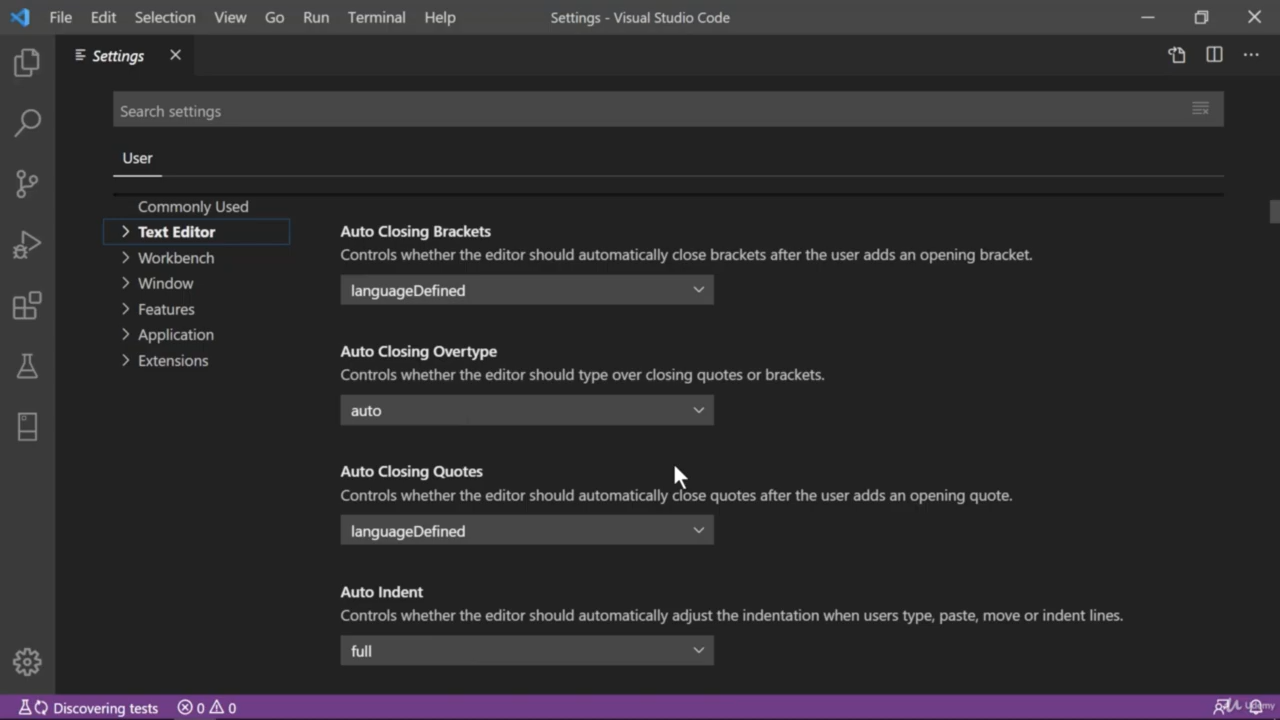 File Edit Selection View Go Run Terminal Help Settings - Visual Studio Code
Settings
Search settings
User
Commonly Used
Text Editor
Workbench
Window
Features
Application
Extensions
Auto Closing Brackets
Controls whether the editor should automatically close brackets after the user adds an opening bracket.
languageDefined
Auto Closing Overtype
Controls whether the editor should type over closing quotes or brackets.
auto
Auto Closing Quotes
Controls whether the editor should automatically close quotes after the user adds an opening quote.
languageDefined
Auto Indent
Controls whether the editor should automatically adjust the indentation when users type, paste, move or indent lines.
full
Discovering tests 0 0 Udemy